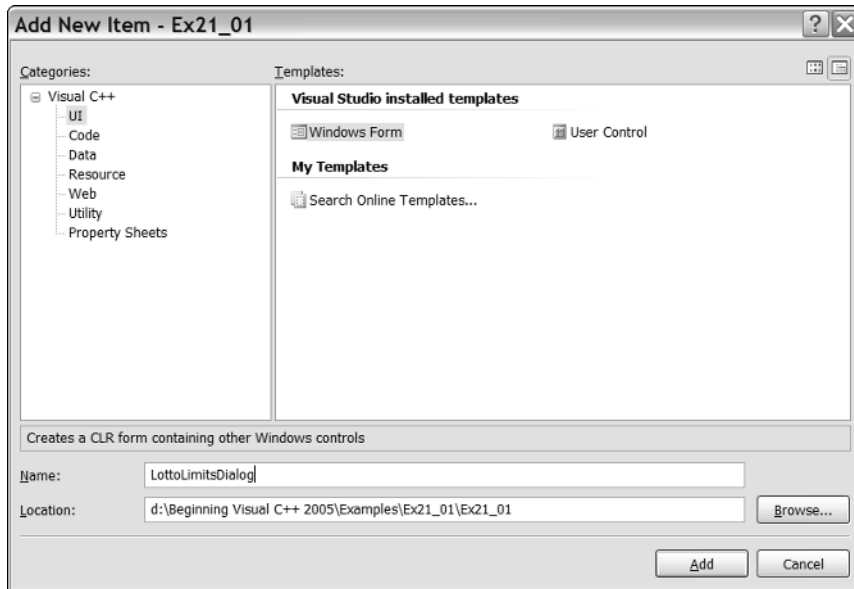 Add New Item - Ex21_01
Categories:
Templates:
Visual C++
UI
Code
Data
Resource
Web
Utility
Property Sheets
Visual Studio installed templates
Windows Form
User Control
My Templates
Search Online Templates...
Creates a CLR form containing other Windows controls
Name:
LottoLimitsDialog
Location:
d:\Beginning Visual C++ 2005\Examples\Ex21_01\Ex21_01
Browse...
Add
Cancel